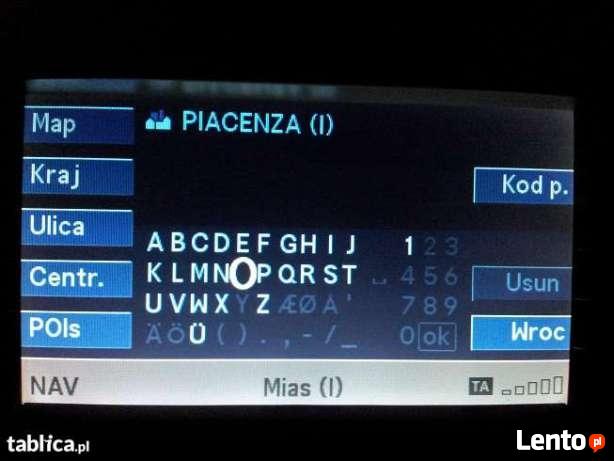 Map
PIACENZA (I)
Kraj
Kod p.
Ulica
ABCDEFGHIJ 123
Centr.
KLMNOPQRST ␣ 456
Usun
UVWXYZÆØÅ' 789
POIs
ÄÖÜ().,-/_ 0 ok
Wroc
NAV
Mias (I)
TA
tablica.pl
Lento.pl